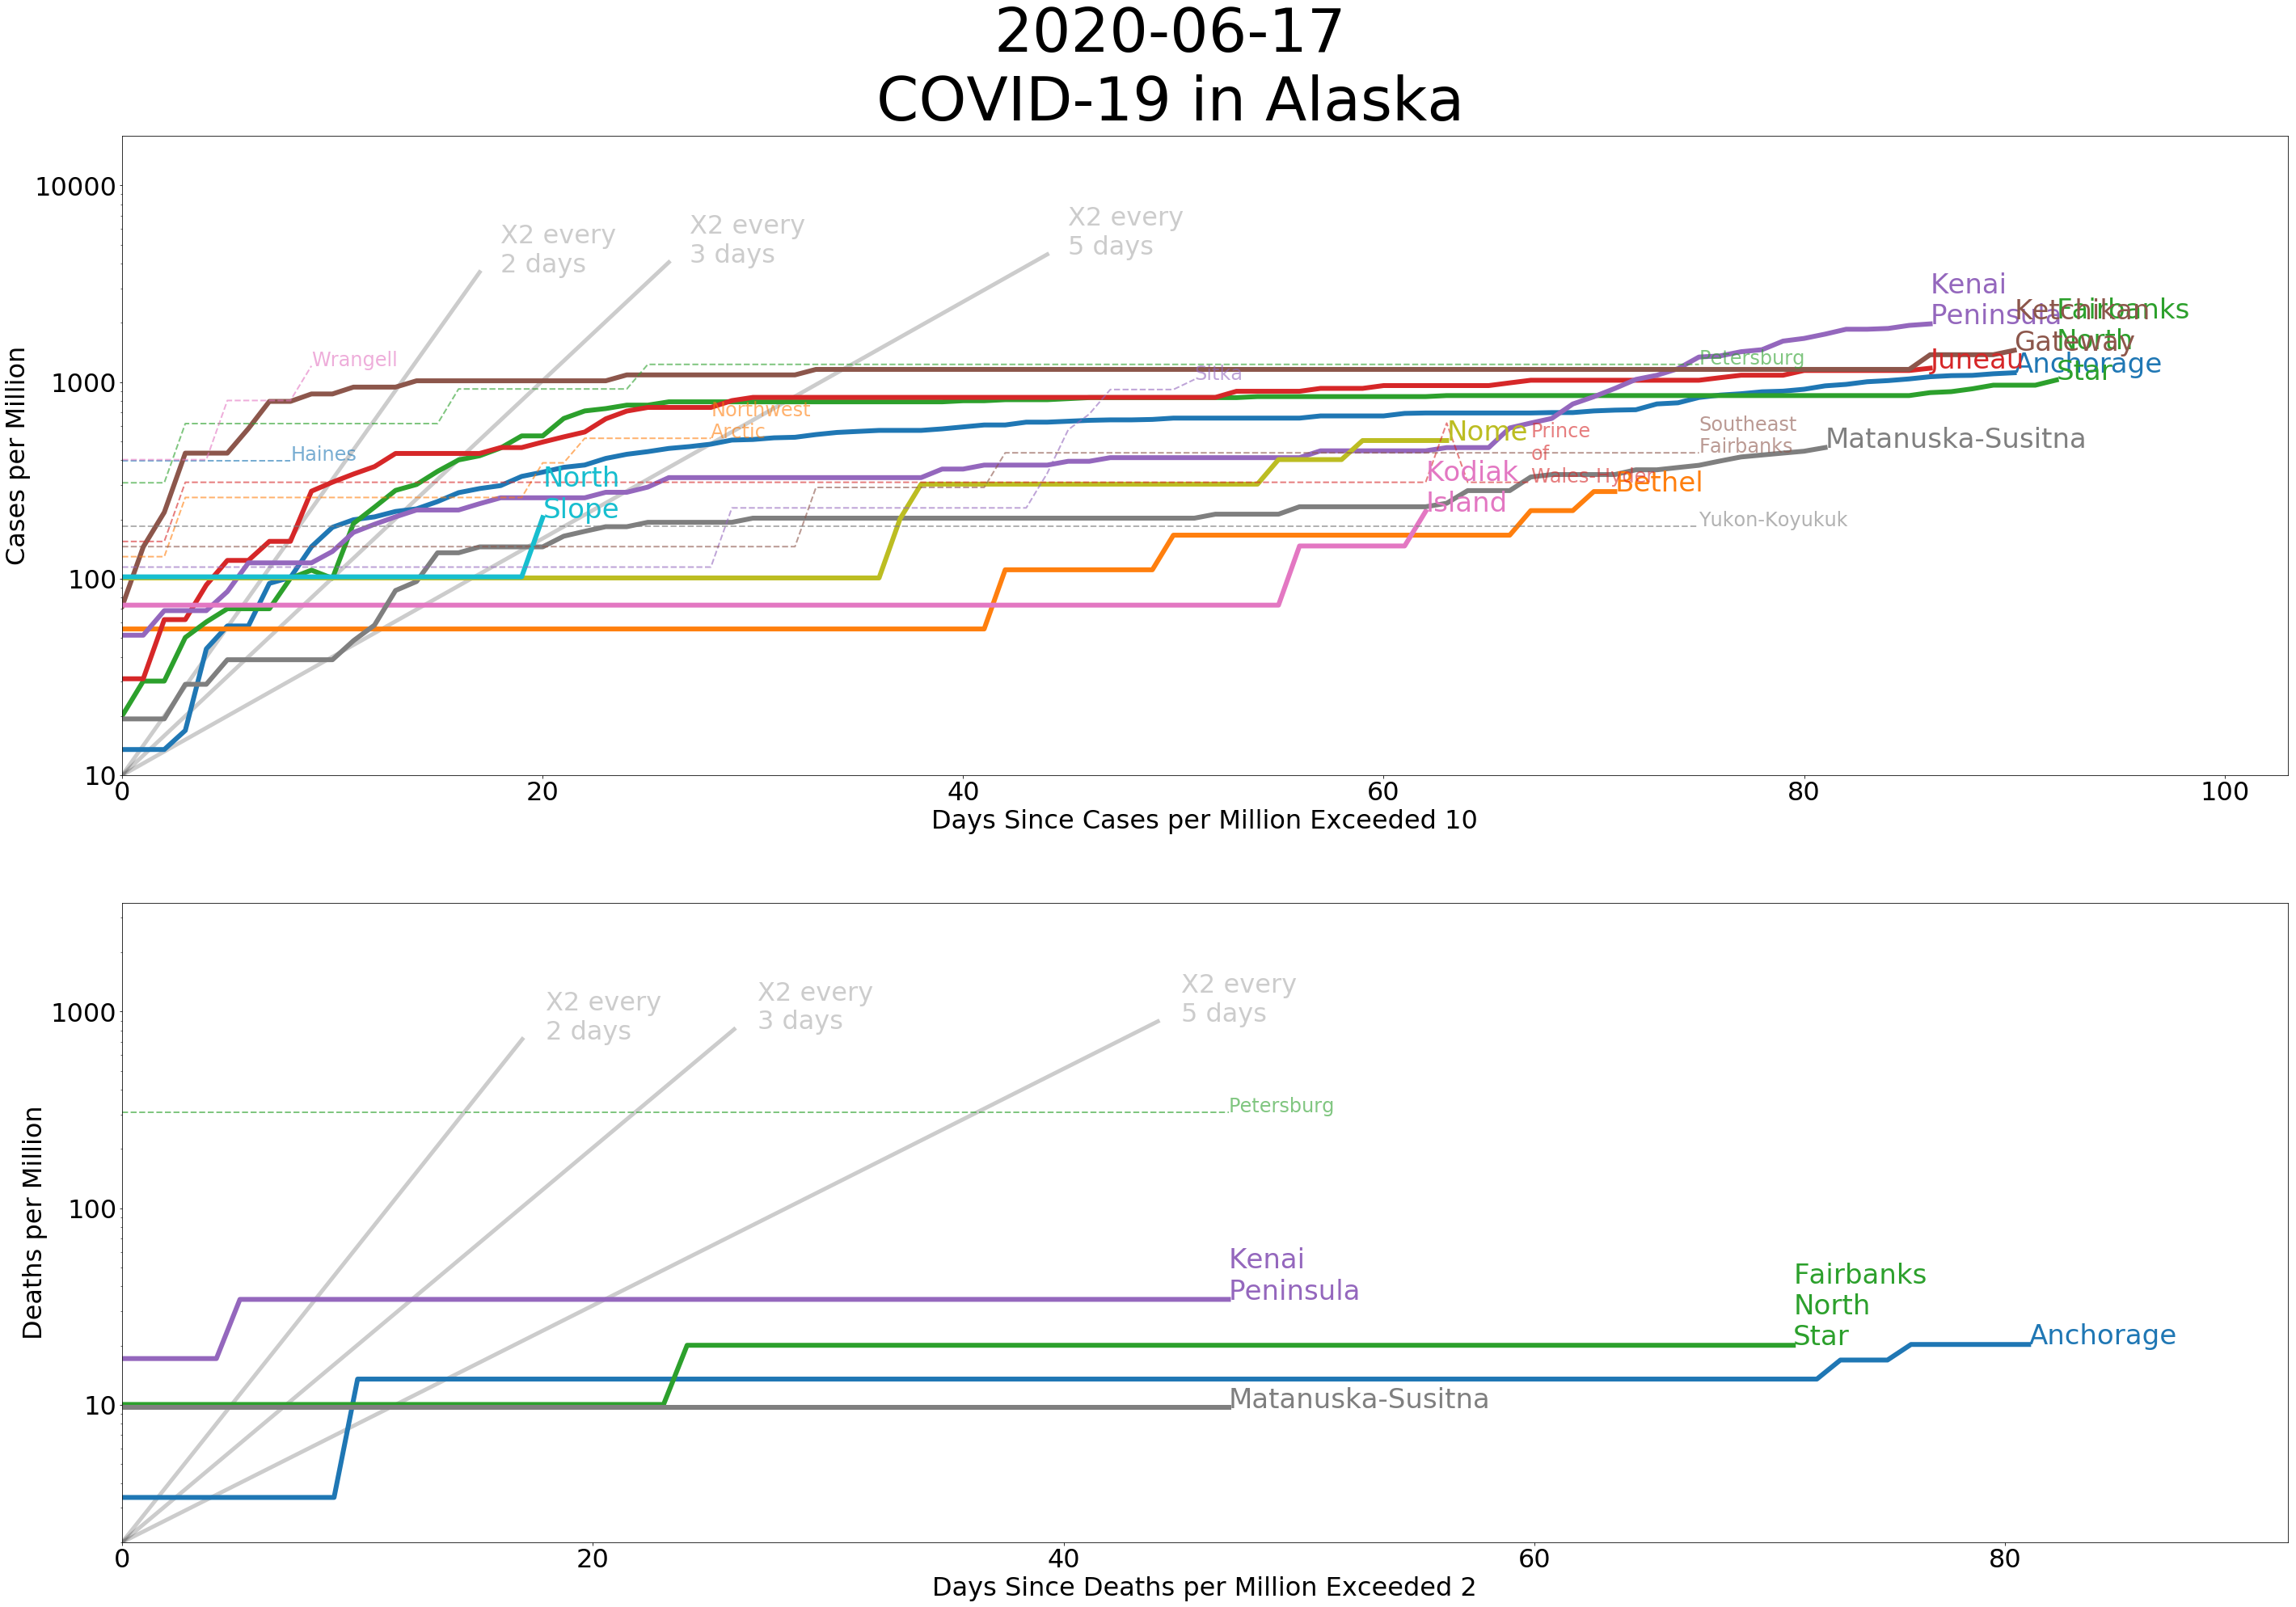 2020-06-17
COVID-19 in Alaska
Cases per Million
10000
1000
100
10
X2 every
2 days
X2 every
3 days
X2 every
5 days
Kenai
Peninsula
Ketchikan
Gateway
Fairbanks
North
Star
Juneau
Anchorage
Wrangell
Petersburg
Sitka
Northwest
Arctic
Haines
Nome
Prince
of
Wales-Hyder
Southeast
Fairbanks
Matanuska-Susitna
North
Slope
Kodiak
Island
Bethel
Yukon-Koyukuk
0
20
40
60
80
100
Days Since Cases per Million Exceeded 10
Deaths per Million
1000
100
10
X2 every
2 days
X2 every
3 days
X2 every
5 days
Petersburg
Kenai
Peninsula
Fairbanks
North
Star
Anchorage
Matanuska-Susitna
0
20
40
60
80
Days Since Deaths per Million Exceeded 2